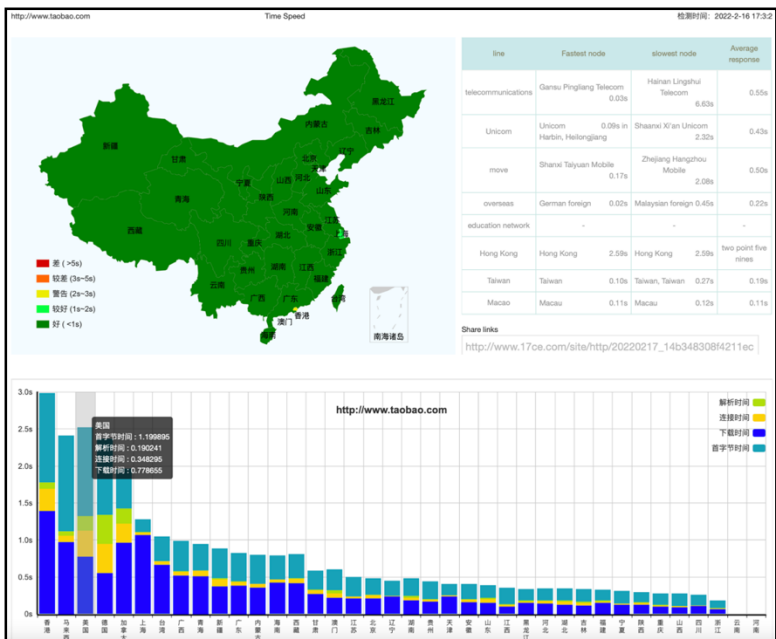 http://www.taobao.com
Time Speed
检测时间：2022-2-16 17:3:2
黑龙江
内蒙古
吉林
新疆
辽宁
北京
天津
甘肃
山西
河北
宁夏
山东
青海
陕西
河南
江苏
西藏
安徽
上海
四川
重庆
湖北
浙江
贵州
湖南
江西
福建
云南
广西
广东
台湾
香港
澳门
海南
南海诸岛
差 ( >5s)
较差 (3s~5s)
警告 (2s~3s)
较好 (1s~2s)
好 ( <1s)
line
Fastest node
slowest node
Average response
telecommunications
Gansu Pingliang Telecom
0.03s
Hainan Lingshui Telecom
6.63s
0.55s
Unicom
Unicom 0.09s in
Harbin, Heilongjiang
Shaanxi Xi'an Unicom
2.32s
0.43s
move
Shanxi Taiyuan Mobile
0.17s
Zhejiang Hangzhou Mobile
2.08s
0.50s
overseas
German foreign 0.02s
Malaysian foreign 0.45s
0.22s
education network
-
-
-
Hong Kong
Hong Kong 2.59s
Hong Kong 2.59s
two point five nines
Taiwan
Taiwan 0.10s
Taiwan, Taiwan 0.27s
0.19s
Macao
Macau 0.11s
Macau 0.12s
0.11s
Share links
http://www.17ce.com/site/http/20220217_14b348308f4211ec
http://www.taobao.com
解析时间
连接时间
下载时间
首字节时间
3.0s
2.5s
2.0s
1.5s
1.0s
0.5s
0s
美国
首字节时间 : 1.199895
解析时间 : 0.190241
连接时间 : 0.348295
下载时间 : 0.778655
香港
马来西
美国
德国
加拿大
上海
台湾
广西
青海
新疆
广东
内蒙古
海南
西藏
甘肃
澳门
江苏
北京
江西
湖南
贵州
天津
安徽
山东
江西
黑龙江
河北
湖北
吉林
福建
宁夏
陕西
重庆
四川
浙江
云南
河南